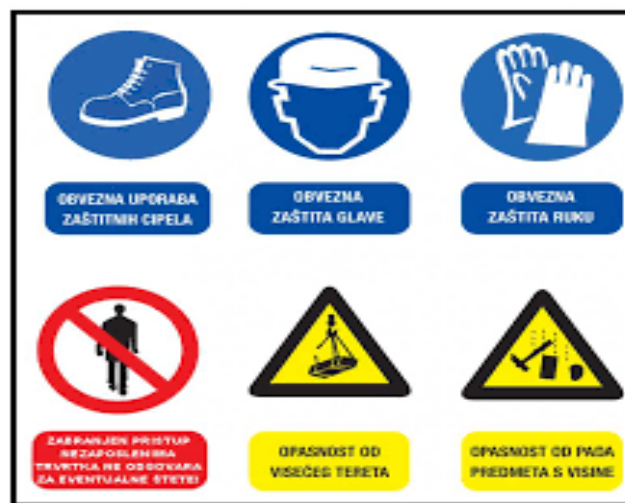 OBVEZNA UPORABA
ZAŠTITNIH CIPELA
OBVEZNA
ZAŠTITA GLAVE
OBVEZNA
ZAŠTITA RUKU
ZABRANJEN PRISTUP
NEZAPOSLENIMA
TVRTKA NE ODGOVARA
ZA EVENTUALNE ŠTETE!
OPASNOST OD
VISEĆEG TERETA
OPASNOST OD PADA
PREDMETA S VISINE